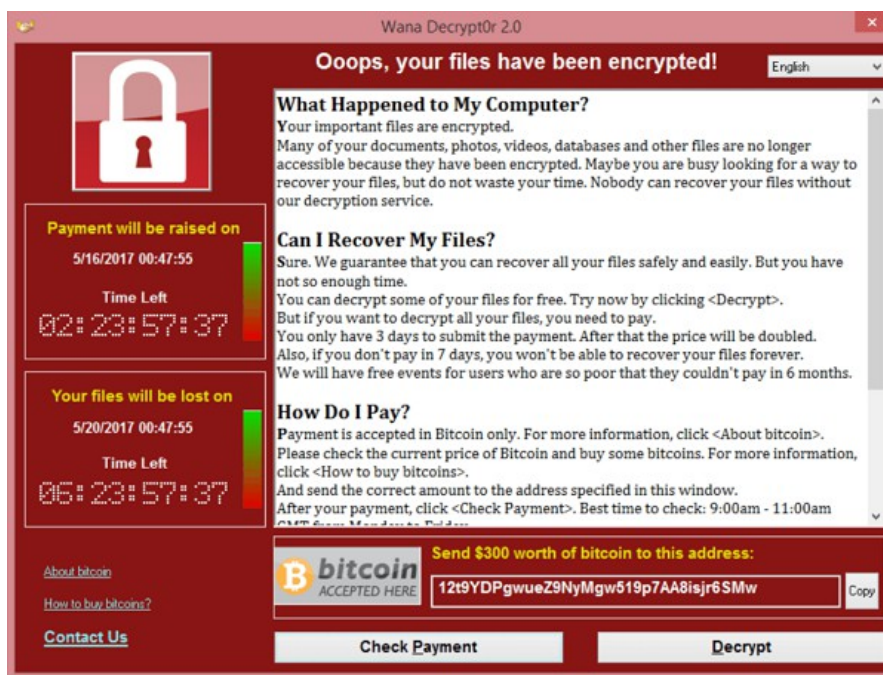 Wana Decrypt0r 2.0
Ooops, your files have been encrypted!
English
Payment will be raised on
5/16/2017 00:47:55
Time Left
02:23:57:37
Your files will be lost on
5/20/2017 00:47:55
Time Left
06:23:57:37
About bitcoin
How to buy bitcoins?
Contact Us
What Happened to My Computer?
Your important files are encrypted.
Many of your documents, photos, videos, databases and other files are no longer
accessible because they have been encrypted. Maybe you are busy looking for a way to
recover your files, but do not waste your time. Nobody can recover your files without
our decryption service.
Can I Recover My Files?
Sure. We guarantee that you can recover all your files safely and easily. But you have
not so enough time.
You can decrypt some of your files for free. Try now by clicking <Decrypt>.
But if you want to decrypt all your files, you need to pay.
You only have 3 days to submit the payment. After that the price will be doubled.
Also, if you don't pay in 7 days, you won't be able to recover your files forever.
We will have free events for users who are so poor that they couldn't pay in 6 months.
How Do I Pay?
Payment is accepted in Bitcoin only. For more information, click <About bitcoin>.
Please check the current price of Bitcoin and buy some bitcoins. For more information,
click <How to buy bitcoins>.
And send the correct amount to the address specified in this window.
After your payment, click <Check Payment>. Best time to check: 9:00am - 11:00am
GMT from Monday to Friday.
bitcoin
ACCEPTED HERE
Send $300 worth of bitcoin to this address:
12t9YDPgwueZ9NyMgw519p7AA8isjr6SMw
Copy
Check Payment
Decrypt